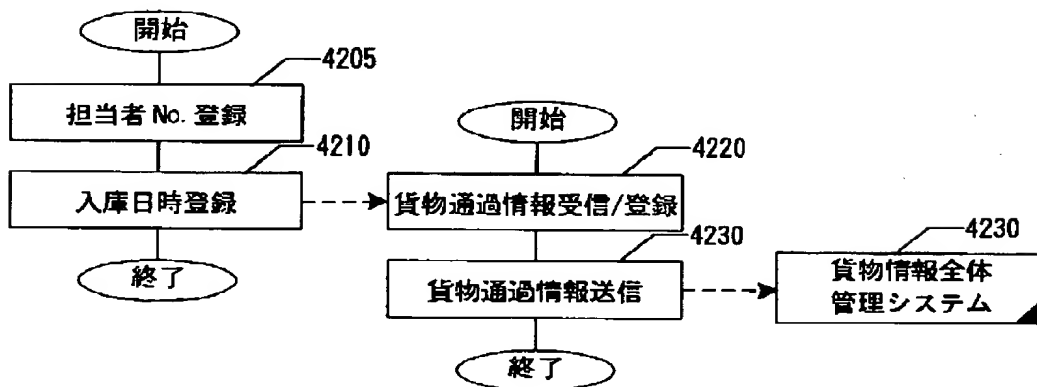 開始
4205
担当者 No. 登録
4210
入庫日時登録
終了
開始
4220
貨物通過情報受信/登録
4230
貨物通過情報送信
終了
4230
貨物情報全体
管理システム